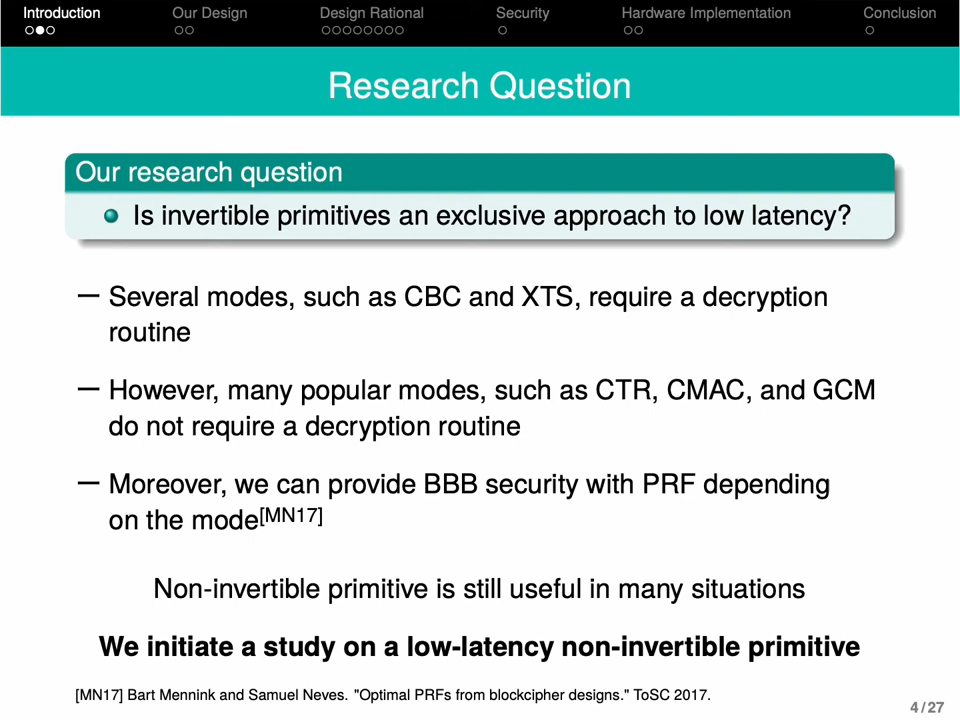 Introduction Our Design Design Rational Security Hardware Implementation Conclusion
Research Question
Our research question
Is invertible primitives an exclusive approach to low latency?
— Several modes, such as CBC and XTS, require a decryption
routine
— However, many popular modes, such as CTR, CMAC, and GCM
do not require a decryption routine
— Moreover, we can provide BBB security with PRF depending
on the mode[MN17]
Non-invertible primitive is still useful in many situations
We initiate a study on a low-latency non-invertible primitive
[MN17] Bart Mennink and Samuel Neves. "Optimal PRFs from blockcipher designs." ToSC 2017.
4 / 27